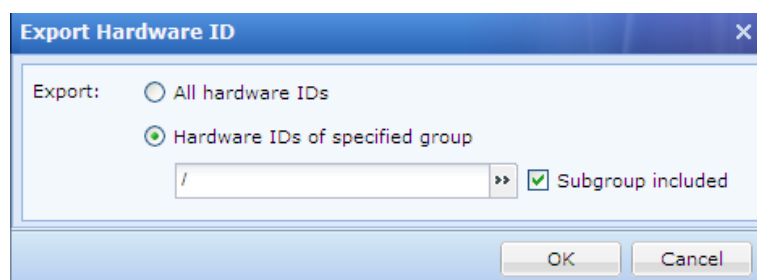 Export Hardware ID
Export: All hardware IDs
Hardware IDs of specified group
/ Subgroup included
OK Cancel